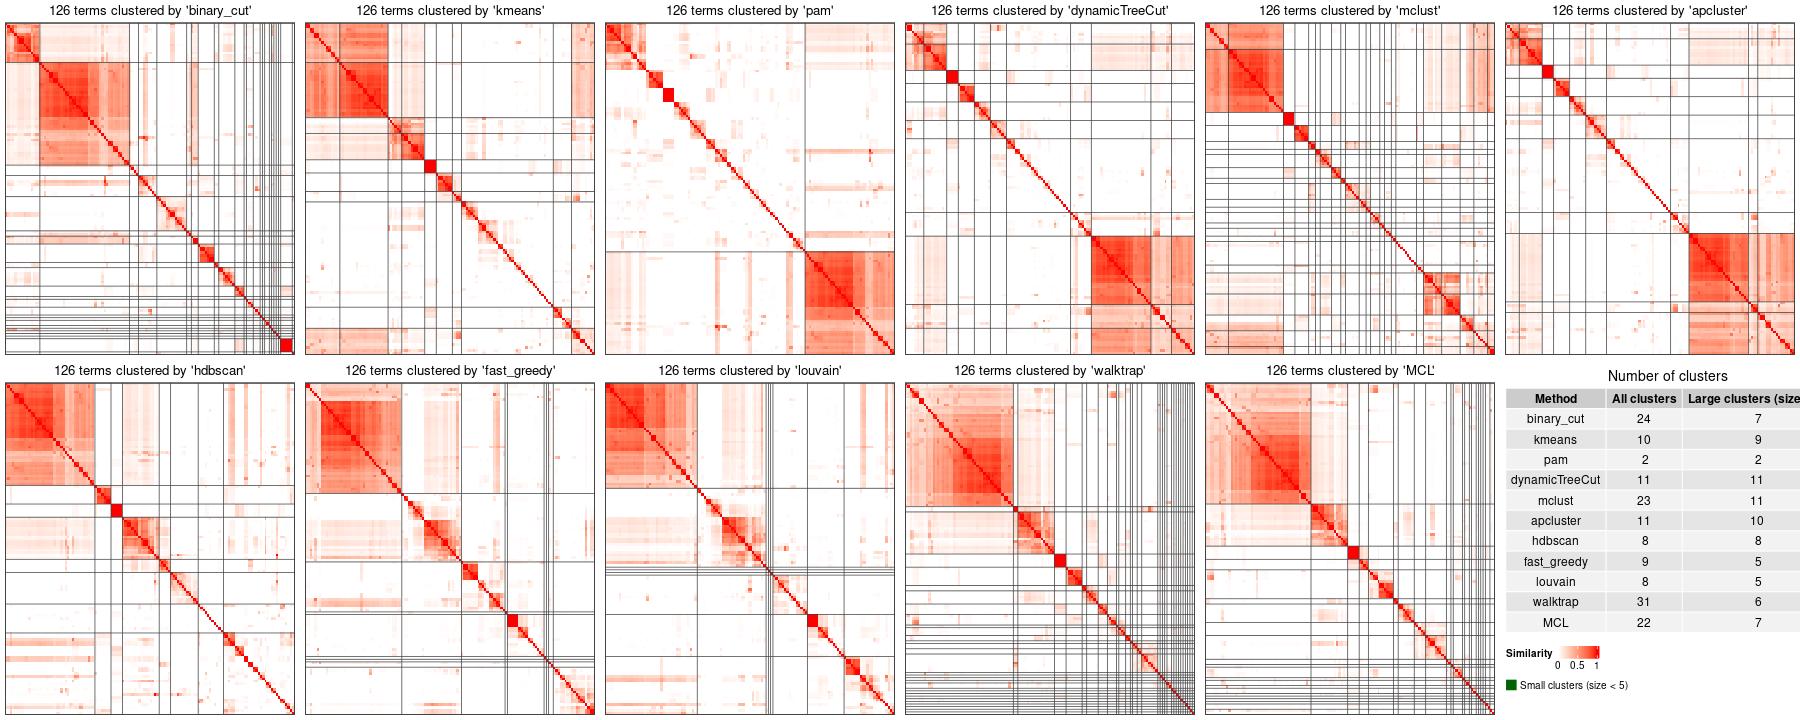 126 terms clustered by 'binary_cut'
126 terms clustered by 'kmeans'
126 terms clustered by 'pam'
126 terms clustered by 'dynamicTreeCut'
126 terms clustered by 'mclust'
126 terms clustered by 'apcluster'
126 terms clustered by 'hdbscan'
126 terms clustered by 'fast_greedy'
126 terms clustered by 'louvain'
126 terms clustered by 'walktrap'
126 terms clustered by 'MCL'
Number of clusters
Method All clusters Large clusters (size
binary_cut 24 7
kmeans 10 9
pam 2 2
dynamicTreeCut 11 11
mclust 23 11
apcluster 11 10
hdbscan 8 8
fast_greedy 9 5
louvain 8 5
walktrap 31 6
MCL 22 7
Similarity
0 0.5 1
Small clusters (size < 5)